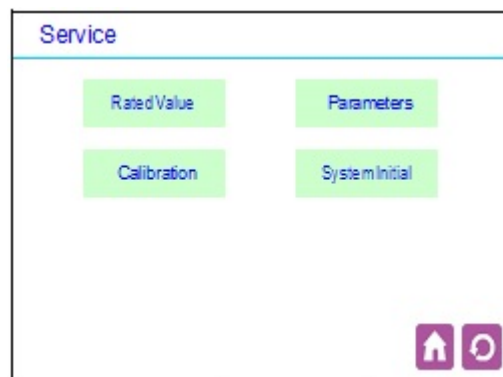 Service
Rated Value
Parameters
Calibration
System Initial